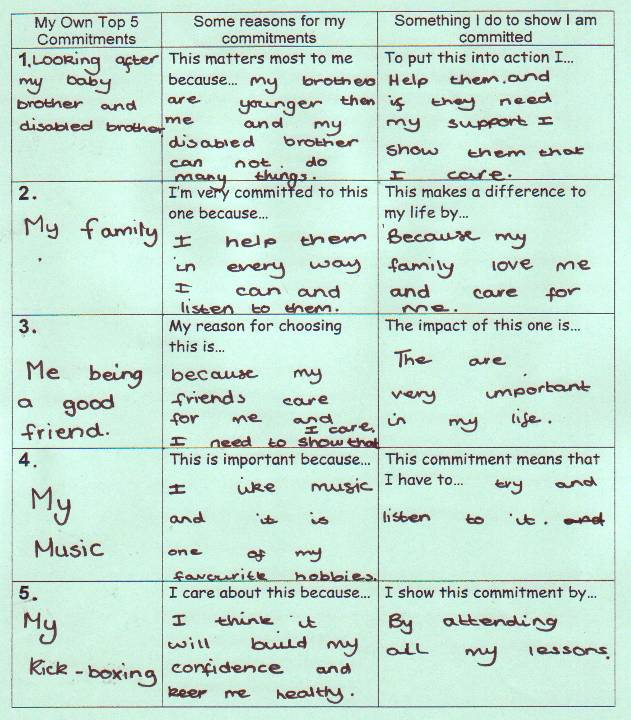 My Own Top 5
Commitments
Some reasons for my
commitments
Something I do to show I am
committed
1. Looking after
my baby
brother and
disabled brother
This matters most to me
because... my brothers
are younger then
me and my
disabled brother
can not do
many things.
To put this into action I...
Help them. and
if they need
my support I
show them that
I care.
2.
My family
I'm very committed to this
one because...
I help them
in every way
I can and
listen to them.
This makes a difference to
my life by...
Because my
family love me
and care for
me.
3.
Me being
a good
friend.
My reason for choosing
this is...
because my
friends care
for me and
I care.
I need to show that
The impact of this one is...
The are
very important
in my life.
4.
My
Music
This is important because...
I like music
and it is
one of my
favourite hobbies.
This commitment means that
I have to... try and
listen to it. and
5.
My
Kick-boxing
I care about this because...
I think it
will build my
confidence and
keep me healthy.
I show this commitment by...
By attending
all my lessons.